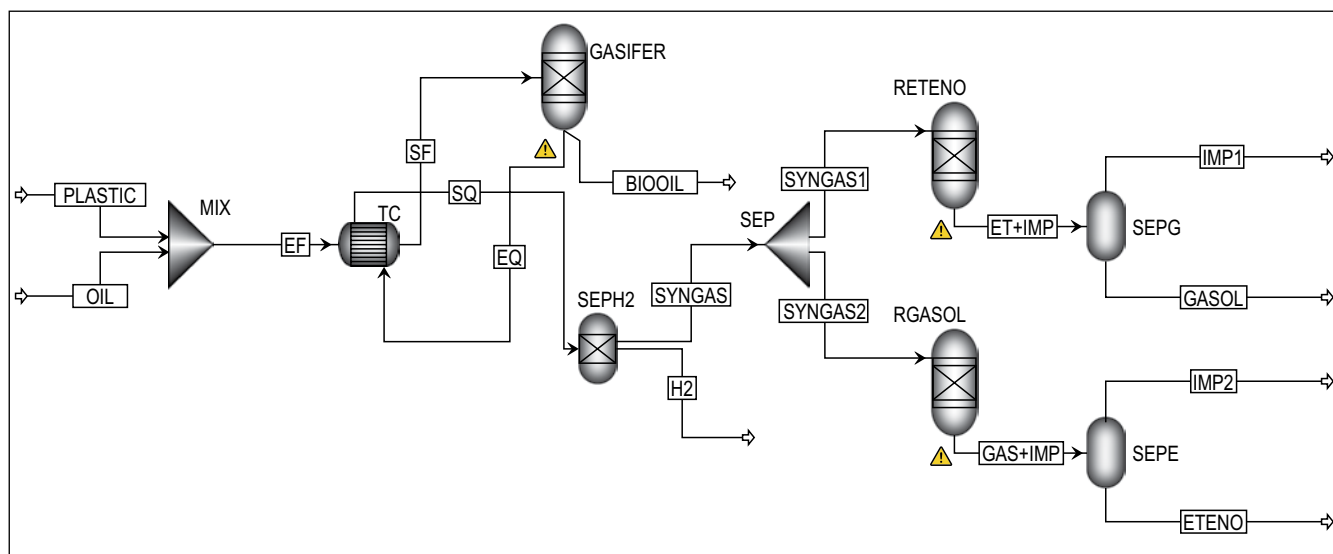 GASIFER
RETENO
SF
IMP1
BIOOIL
SYNGAS1
PLASTIC
SQ
MIX
TC
SEP
ET+IMP
SEPG
EF
EQ
SYNGAS
OIL
SEPH2
SYNGAS2
GASOL
RGASOL
H2
IMP2
GAS+IMP
SEPE
ETENO